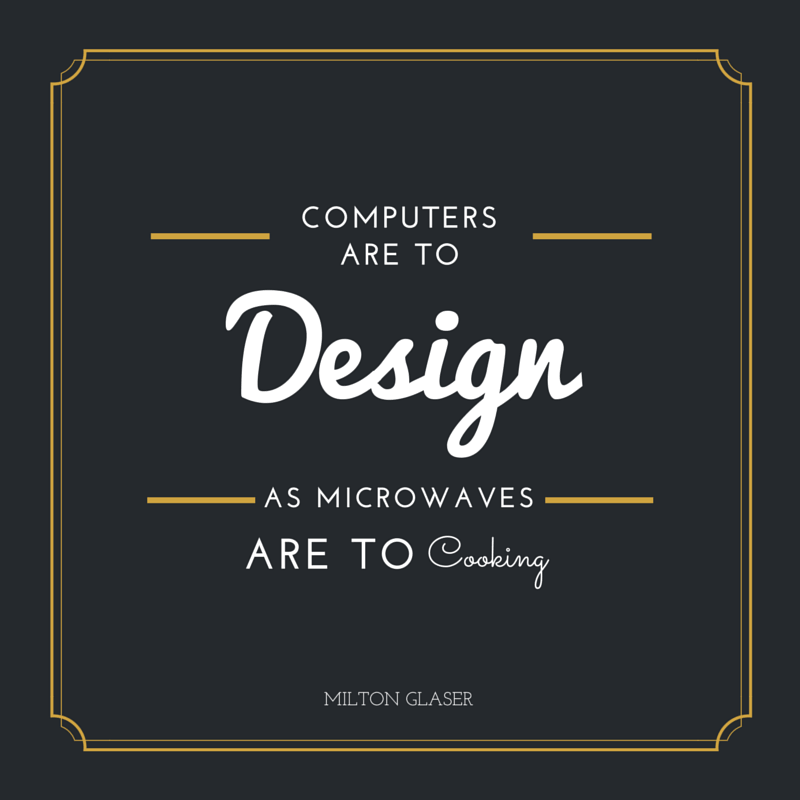 COMPUTERS
ARE TO
Design
AS MICROWAVES
ARE TO Cooking
MILTON GLASER